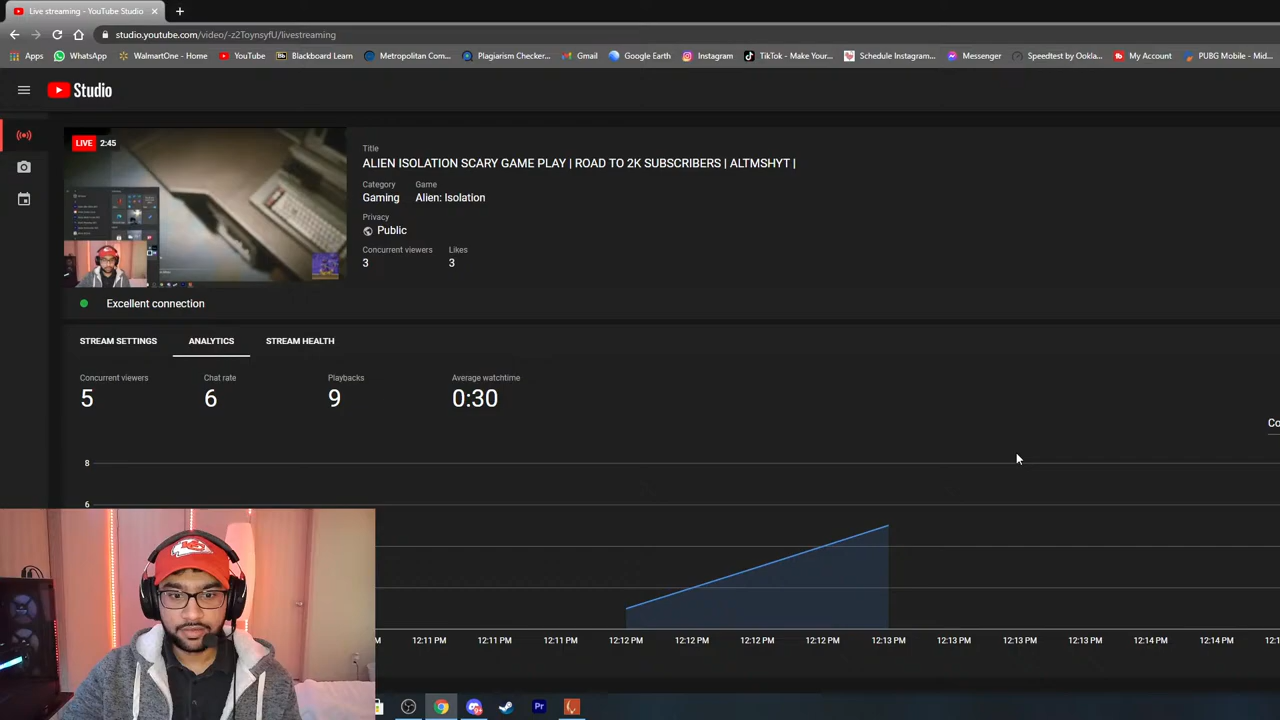 Live streaming - YouTube Studio
studio.youtube.com/video/-z2ToynsyfU/livestreaming
Apps WhatsApp WalmartOne - Home YouTube Blackboard Learn Metropolitan Com... Plagiarism Checker... Gmail Google Earth Instagram TikTok - Make Your... Schedule Instagram... Messenger Speedtest by Ookla... My Account PUBG Mobile - Mid...
Studio
LIVE 2:45
Title
ALIEN ISOLATION SCARY GAME PLAY | ROAD TO 2K SUBSCRIBERS | ALTMSHYT |
Category Game
Gaming Alien: Isolation
Privacy
Public
Concurrent viewers Likes
3 3
Excellent connection
STREAM SETTINGS ANALYTICS STREAM HEALTH
Concurrent viewers Chat rate Playbacks Average watchtime
5 6 9 0:30
Co
8
6
M 12:11 PM 12:11 PM 12:11 PM 12:12 PM 12:12 PM 12:12 PM 12:12 PM 12:13 PM 12:13 PM 12:13 PM 12:13 PM 12:14 PM 12:14 PM 12:1
Pr